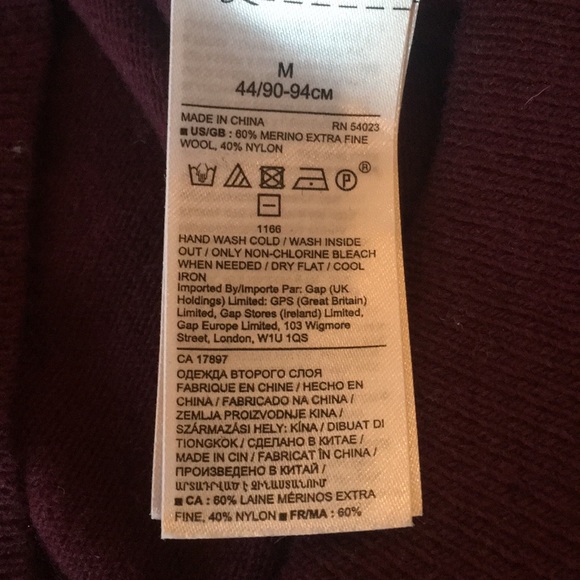 M
44/90-94CM
MADE IN CHINA RN 54023
■ US/GB : 60% MERINO EXTRA FINE
WOOL, 40% NYLON
P ®
1166
HAND WASH COLD / WASH INSIDE
OUT / ONLY NON-CHLORINE BLEACH
WHEN NEEDED / DRY FLAT / COOL
IRON
Imported By/Importe Par: Gap (UK
Holdings) Limited: GPS (Great Britain)
Limited, Gap Stores (Ireland) Limited,
Gap Europe Limited, 103 Wigmore
Street, London, W1U 1QS
CA 17897
ОДЕЖДА ВТОРОГО СЛОЯ
FABRIQUE EN CHINE / HECHO EN
CHINA / FABRICADO NA CHINA /
ZEMLJA PROIZVODNJE KINA /
SZÁRMAZÁSI HELY: KÍNA / DIBUAT DI
TIONGKOK / СДЕЛАНО В КИТАЕ /
MADE IN CIN / FABRICAT ÎN CHINA /
ПРОИЗВЕДЕНО В КИТАЙ /
ԱՐՏԱԴՐՎԱԾ Է ՉԻՆԱՍՏԱՆՈՒՄ
■ CA : 60% LAINE MÉRINOS EXTRA
FINE, 40% NYLON ■ FR/MA : 60%